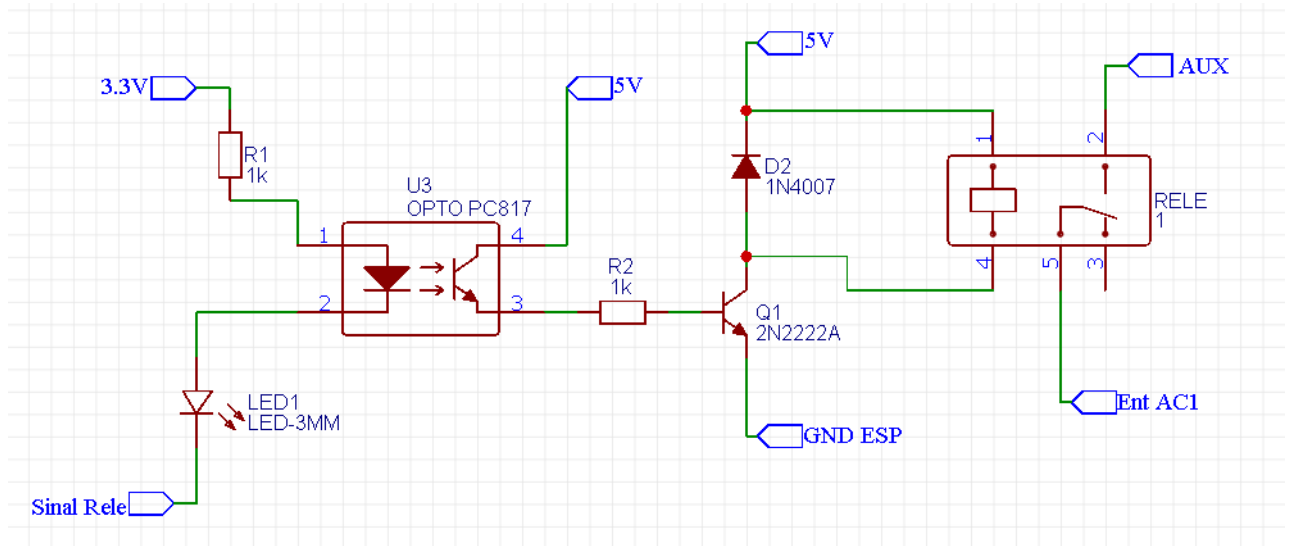 5V
3.3V
5V
AUX
R1
1k
U3
OPTO PC817
1
4
2
3
R2
1k
D2
1N4007
1
2
RELE
1
4
5
3
Q1
2N2222A
LED1
LED-3MM
Ent AC1
GND ESP
Sinal Rele